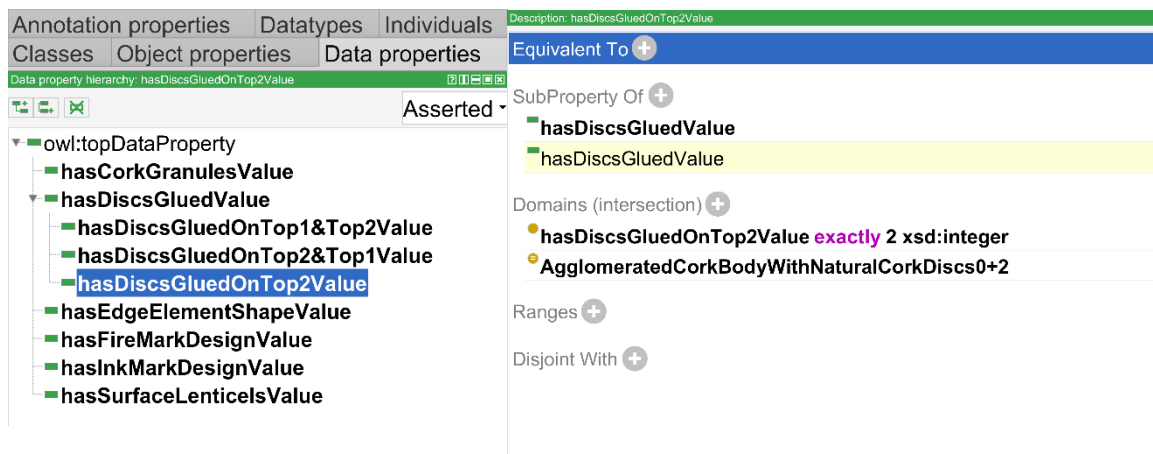 Annotation properties Datatypes Individuals
Classes Object properties Data properties
Data property hierarchy: hasDiscsGluedOnTop2Value
Asserted
owl:topDataProperty
hasCorkGranulesValue
hasDiscsGluedValue
hasDiscsGluedOnTop1&Top2Value
hasDiscsGluedOnTop2&Top1Value
hasDiscsGluedOnTop2Value
hasEdgeElementShapeValue
hasFireMarkDesignValue
hasInkMarkDesignValue
hasSurfaceLenticelsValue
Description: hasDiscsGluedOnTop2Value
Equivalent To
SubProperty Of
hasDiscsGluedValue
hasDiscsGluedValue
Domains (intersection)
hasDiscsGluedOnTop2Value exactly 2 xsd:integer
AgglomeratedCorkBodyWithNaturalCorkDiscs0+2
Ranges
Disjoint With